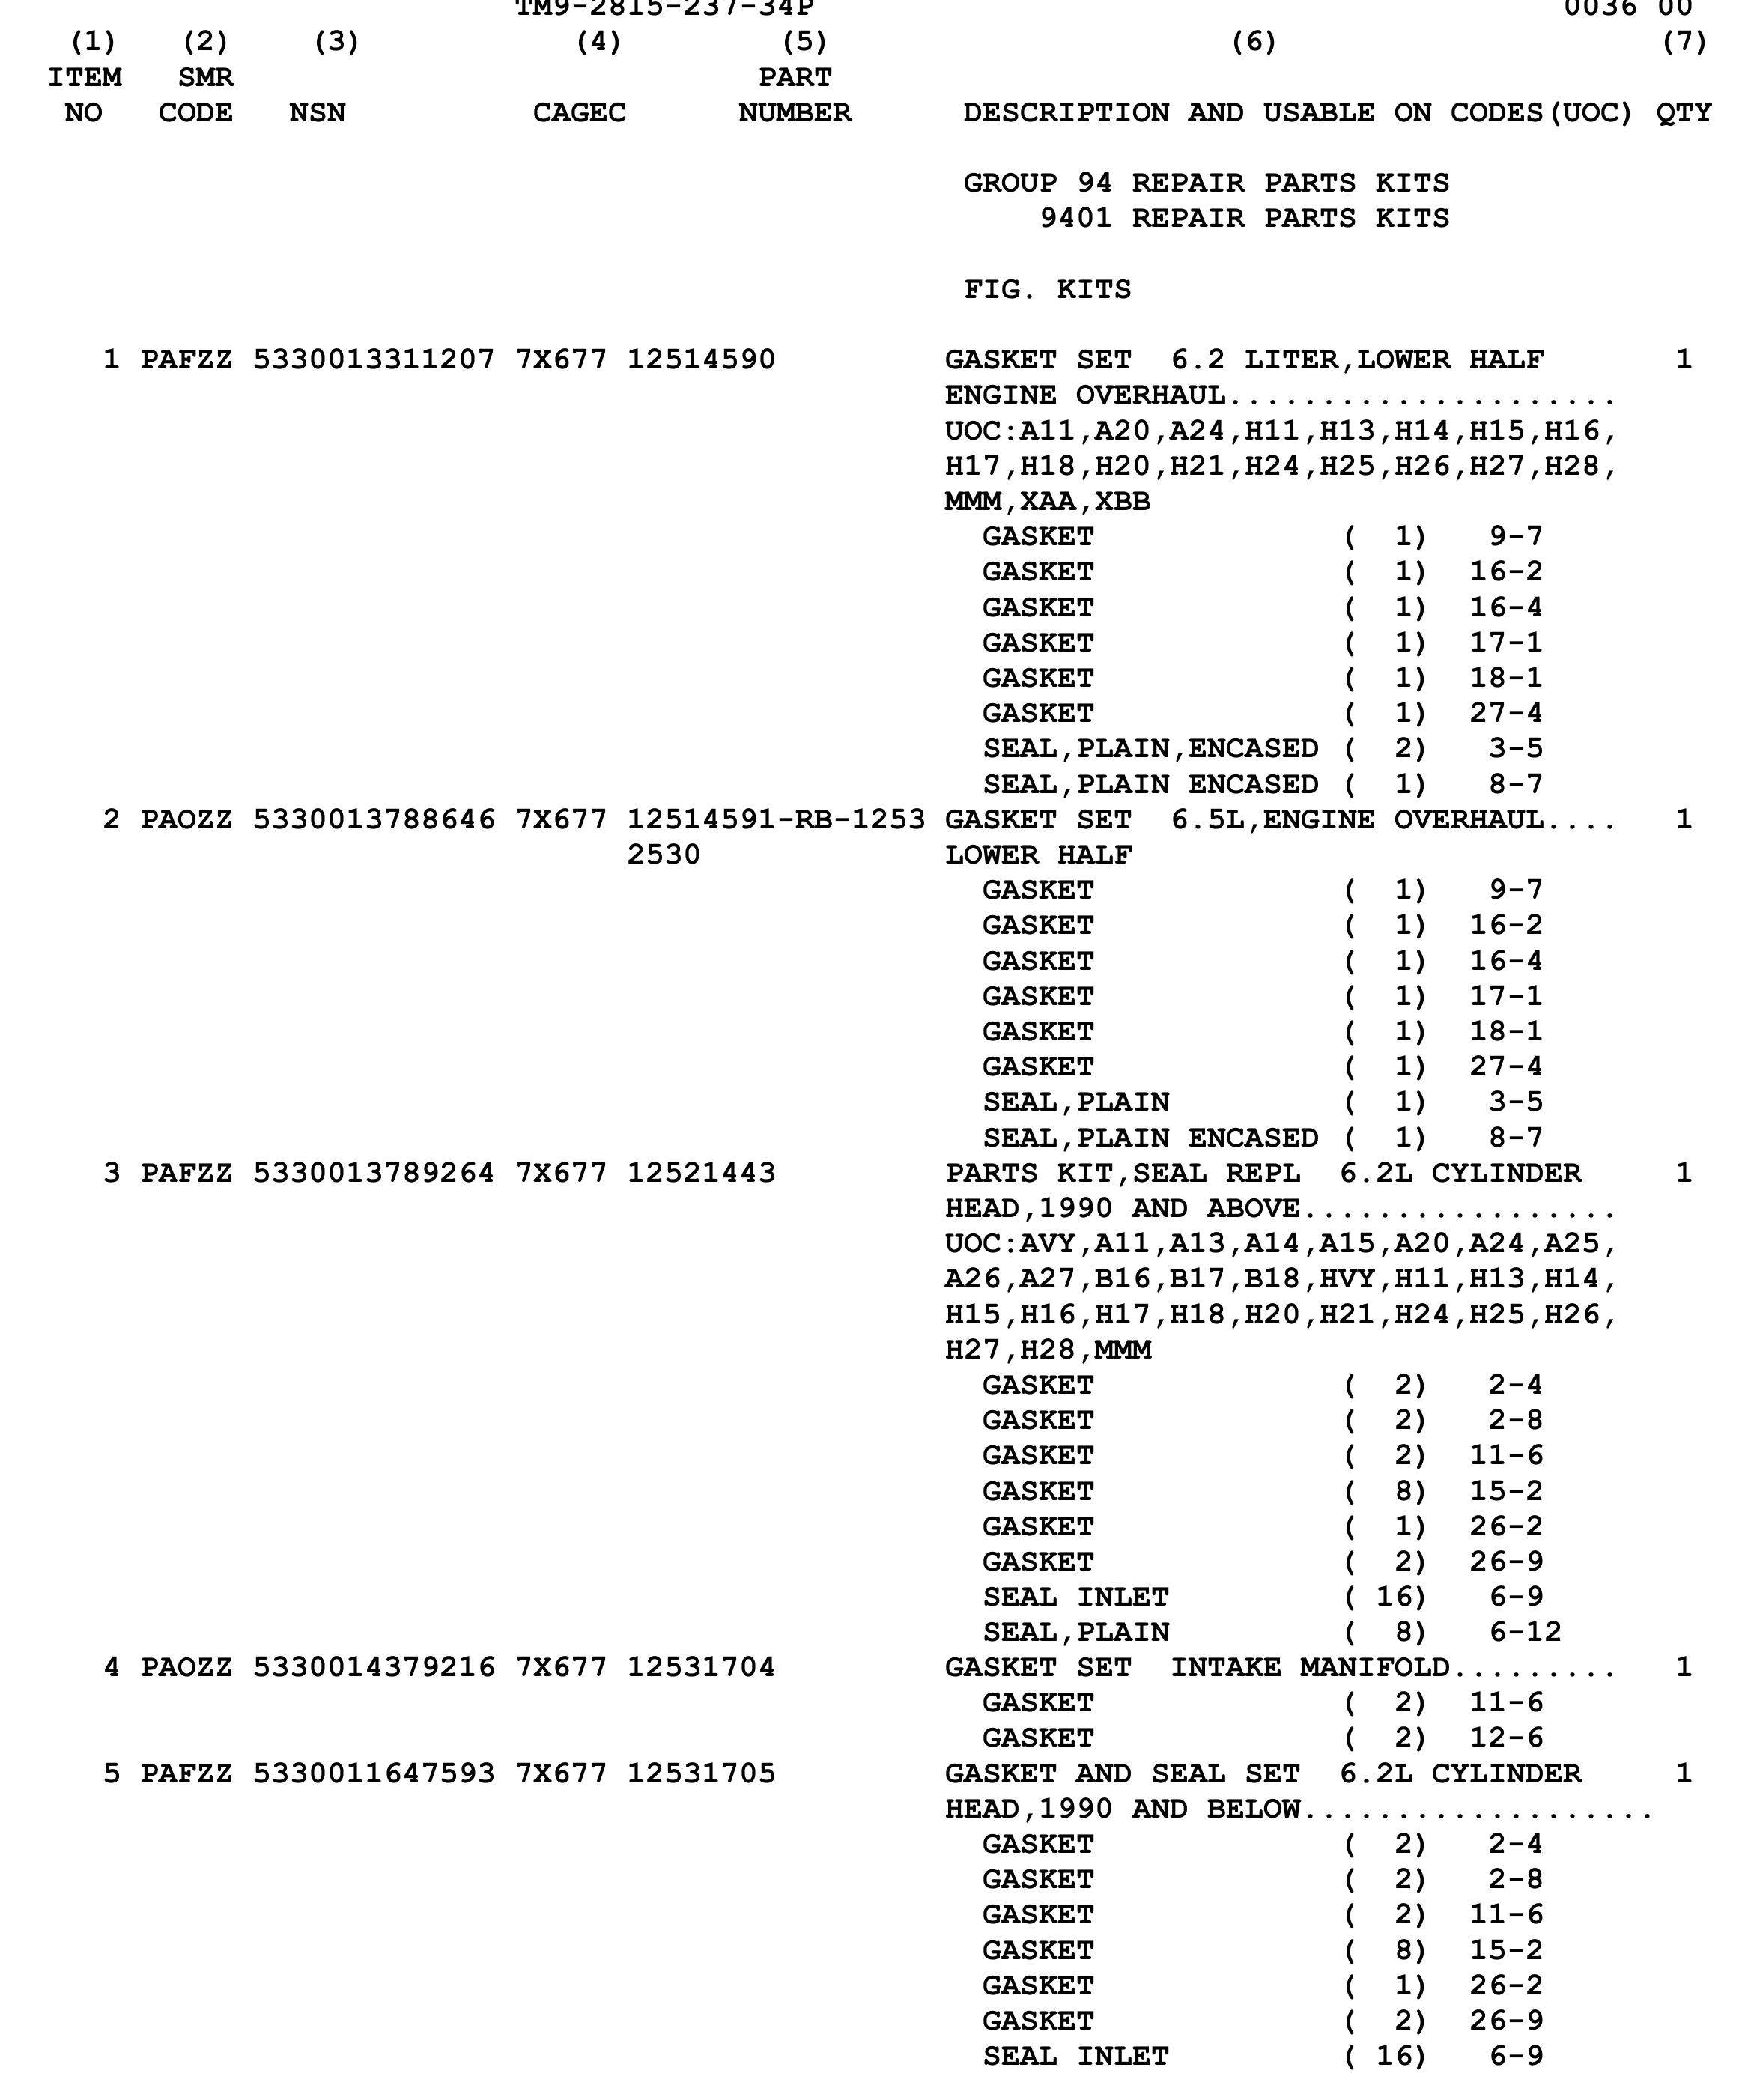 TM9-2815-237-34P 0036 00
(1) (2) (3) (4) (5) (6) (7)
ITEM SMR PART
NO CODE NSN CAGEC NUMBER DESCRIPTION AND USABLE ON CODES(UOC) QTY
GROUP 94 REPAIR PARTS KITS
9401 REPAIR PARTS KITS
FIG. KITS
1 PAFZZ 5330013311207 7X677 12514590 GASKET SET 6.2 LITER,LOWER HALF 1
ENGINE OVERHAUL.....................
UOC:A11,A20,A24,H11,H13,H14,H15,H16,
H17,H18,H20,H21,H24,H25,H26,H27,H28,
MMM,XAA,XBB
GASKET ( 1) 9-7
GASKET ( 1) 16-2
GASKET ( 1) 16-4
GASKET ( 1) 17-1
GASKET ( 1) 18-1
GASKET ( 1) 27-4
SEAL,PLAIN,ENCASED ( 2) 3-5
SEAL,PLAIN ENCASED ( 1) 8-7
2 PAOZZ 5330013788646 7X677 12514591-RB-1253 GASKET SET 6.5L,ENGINE OVERHAUL.... 1
2530 LOWER HALF
GASKET ( 1) 9-7
GASKET ( 1) 16-2
GASKET ( 1) 16-4
GASKET ( 1) 17-1
GASKET ( 1) 18-1
GASKET ( 1) 27-4
SEAL,PLAIN ( 1) 3-5
SEAL,PLAIN ENCASED ( 1) 8-7
3 PAFZZ 5330013789264 7X677 12521443 PARTS KIT,SEAL REPL 6.2L CYLINDER 1
HEAD,1990 AND ABOVE.................
UOC:AVY,A11,A13,A14,A15,A20,A24,A25,
A26,A27,B16,B17,B18,HVY,H11,H13,H14,
H15,H16,H17,H18,H20,H21,H24,H25,H26,
H27,H28,MMM
GASKET ( 2) 2-4
GASKET ( 2) 2-8
GASKET ( 2) 11-6
GASKET ( 8) 15-2
GASKET ( 1) 26-2
GASKET ( 2) 26-9
SEAL INLET ( 16) 6-9
SEAL,PLAIN ( 8) 6-12
4 PAOZZ 5330014379216 7X677 12531704 GASKET SET INTAKE MANIFOLD......... 1
GASKET ( 2) 11-6
GASKET ( 2) 12-6
5 PAFZZ 5330011647593 7X677 12531705 GASKET AND SEAL SET 6.2L CYLINDER 1
HEAD,1990 AND BELOW...................
GASKET ( 2) 2-4
GASKET ( 2) 2-8
GASKET ( 2) 11-6
GASKET ( 8) 15-2
GASKET ( 1) 26-2
GASKET ( 2) 26-9
SEAL INLET ( 16) 6-9